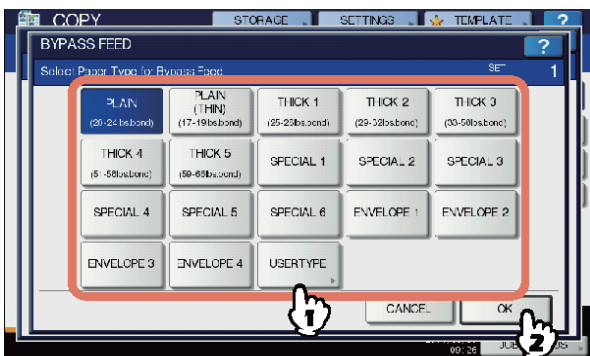 COPY STORAGE SETTINGS TEMPLATE ?
BYPASS FEED ?
Select Paper Type for Bypass Feed SET 1
PLAIN PLAIN (THIN) THICK 1 THICK 2 THICK 3
(20-24lbs.bond) (17-19lbs.bond) (25-28lbs.bond) (29-32lbs.bond) (33-50lbs.bond)
THICK 4 THICK 5 SPECIAL 1 SPECIAL 2 SPECIAL 3
(51-58lbs.bond) (59-68lbs.bond)
SPECIAL 4 SPECIAL 5 SPECIAL 6 ENVELOPE 1 ENVELOPE 2
ENVELOPE 3 ENVELOPE 4 USERTYPE
1
CANCEL OK
2
09:26